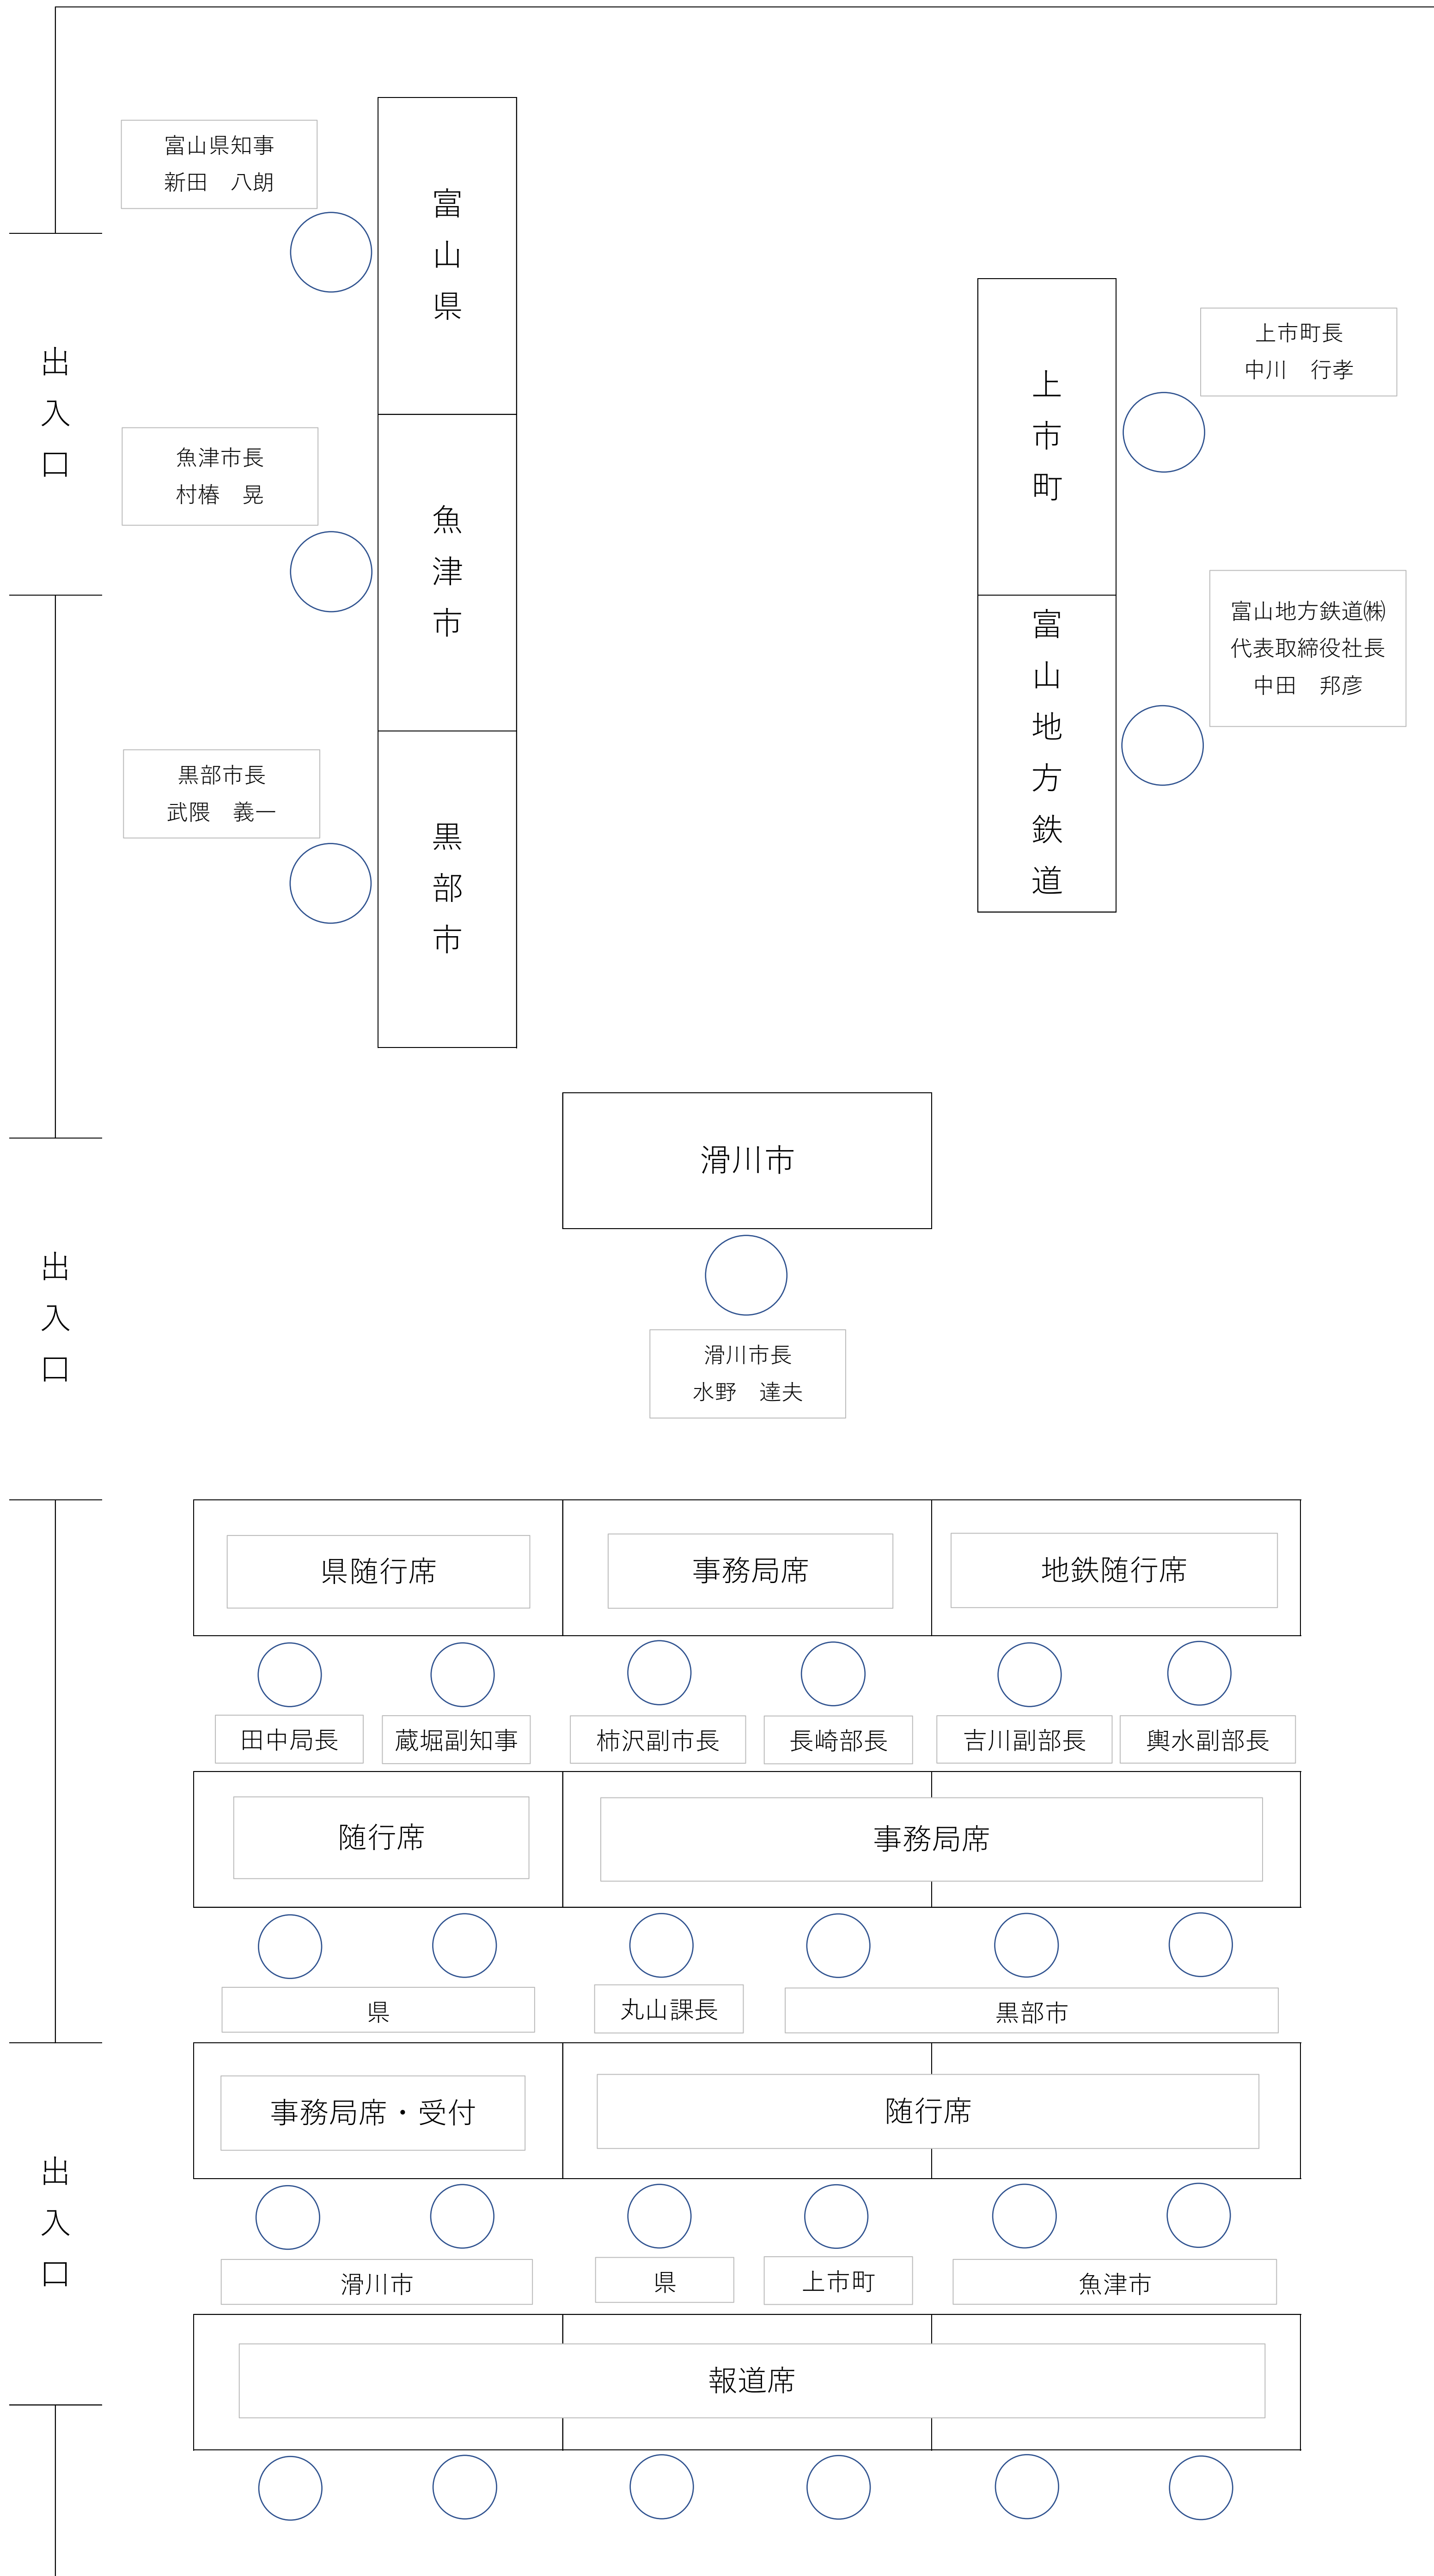 富山県知事
新田　八朗
富山県
出入口
上市町長
中川　行孝
上市町
魚津市長
村椿　晃
魚津市
富山地方鉄道㈱
代表取締役社長
中田　邦彦
富山地方鉄道
黒部市長
武隈　義一
黒部市
滑川市
出入口
滑川市長
水野　達夫
県随行席
事務局席
地鉄随行席
田中局長
蔵堀副知事
柿沢副市長
長崎部長
吉川副部長
輿水副部長
随行席
事務局席
県
丸山課長
黒部市
事務局席・受付
随行席
出入口
滑川市
県
上市町
魚津市
報道席